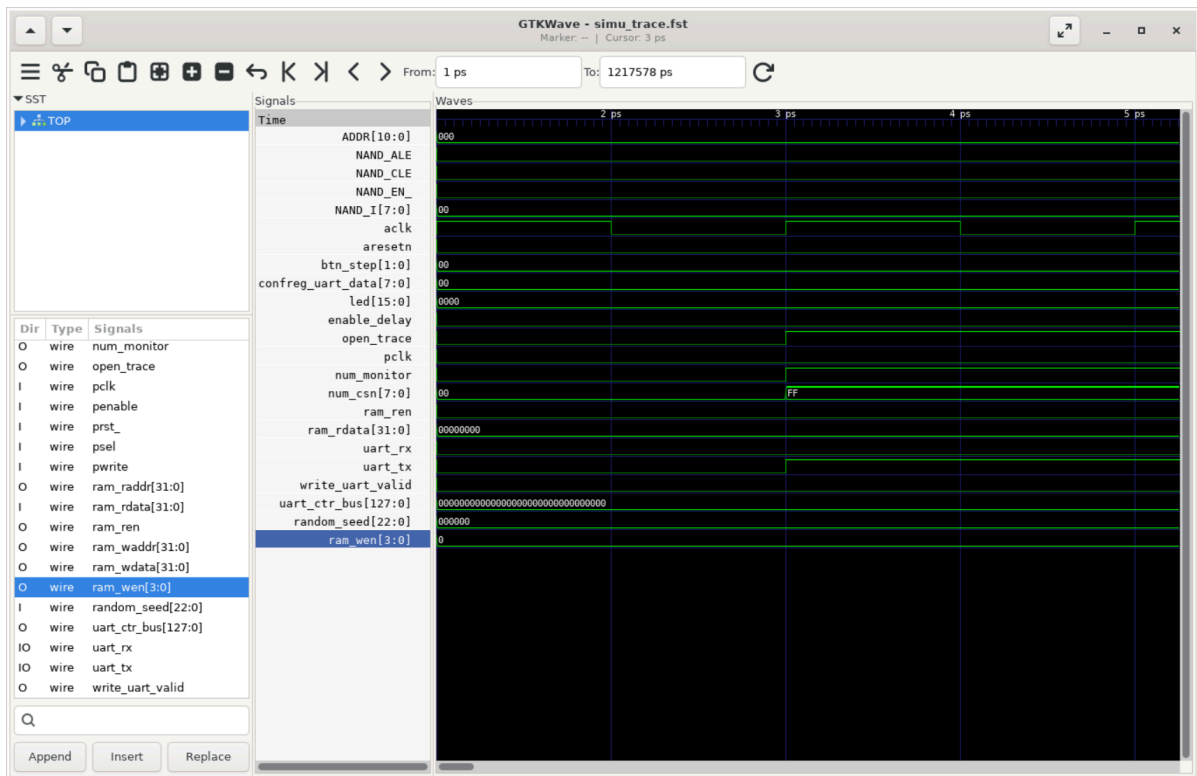 GTKWave - simu_trace.fst
Marker: -- | Cursor: 3 ps
From: 1 ps To: 1217578 ps
SST
TOP
Dir Type Signals
O wire num_monitor
O wire open_trace
I wire pclk
I wire penable
I wire prst_
I wire psel
I wire pwrite
O wire ram_raddr[31:0]
I wire ram_rdata[31:0]
O wire ram_ren
O wire ram_waddr[31:0]
O wire ram_wdata[31:0]
O wire ram_wen[3:0]
I wire random_seed[22:0]
O wire uart_ctr_bus[127:0]
IO wire uart_rx
IO wire uart_tx
O wire write_uart_valid
Append Insert Replace
Signals
Time
ADDR[10:0]
NAND_ALE
NAND_CLE
NAND_EN_
NAND_I[7:0]
aclk
aresetn
btn_step[1:0]
confreg_uart_data[7:0]
led[15:0]
enable_delay
open_trace
pclk
num_monitor
num_csn[7:0]
ram_ren
ram_rdata[31:0]
uart_rx
uart_tx
write_uart_valid
uart_ctr_bus[127:0]
random_seed[22:0]
ram_wen[3:0]
Waves
2 ps 3 ps 4 ps 5 ps
000
00
00
00
0000
00 FF
00000000
00000000000000000000000000000000
000000
0